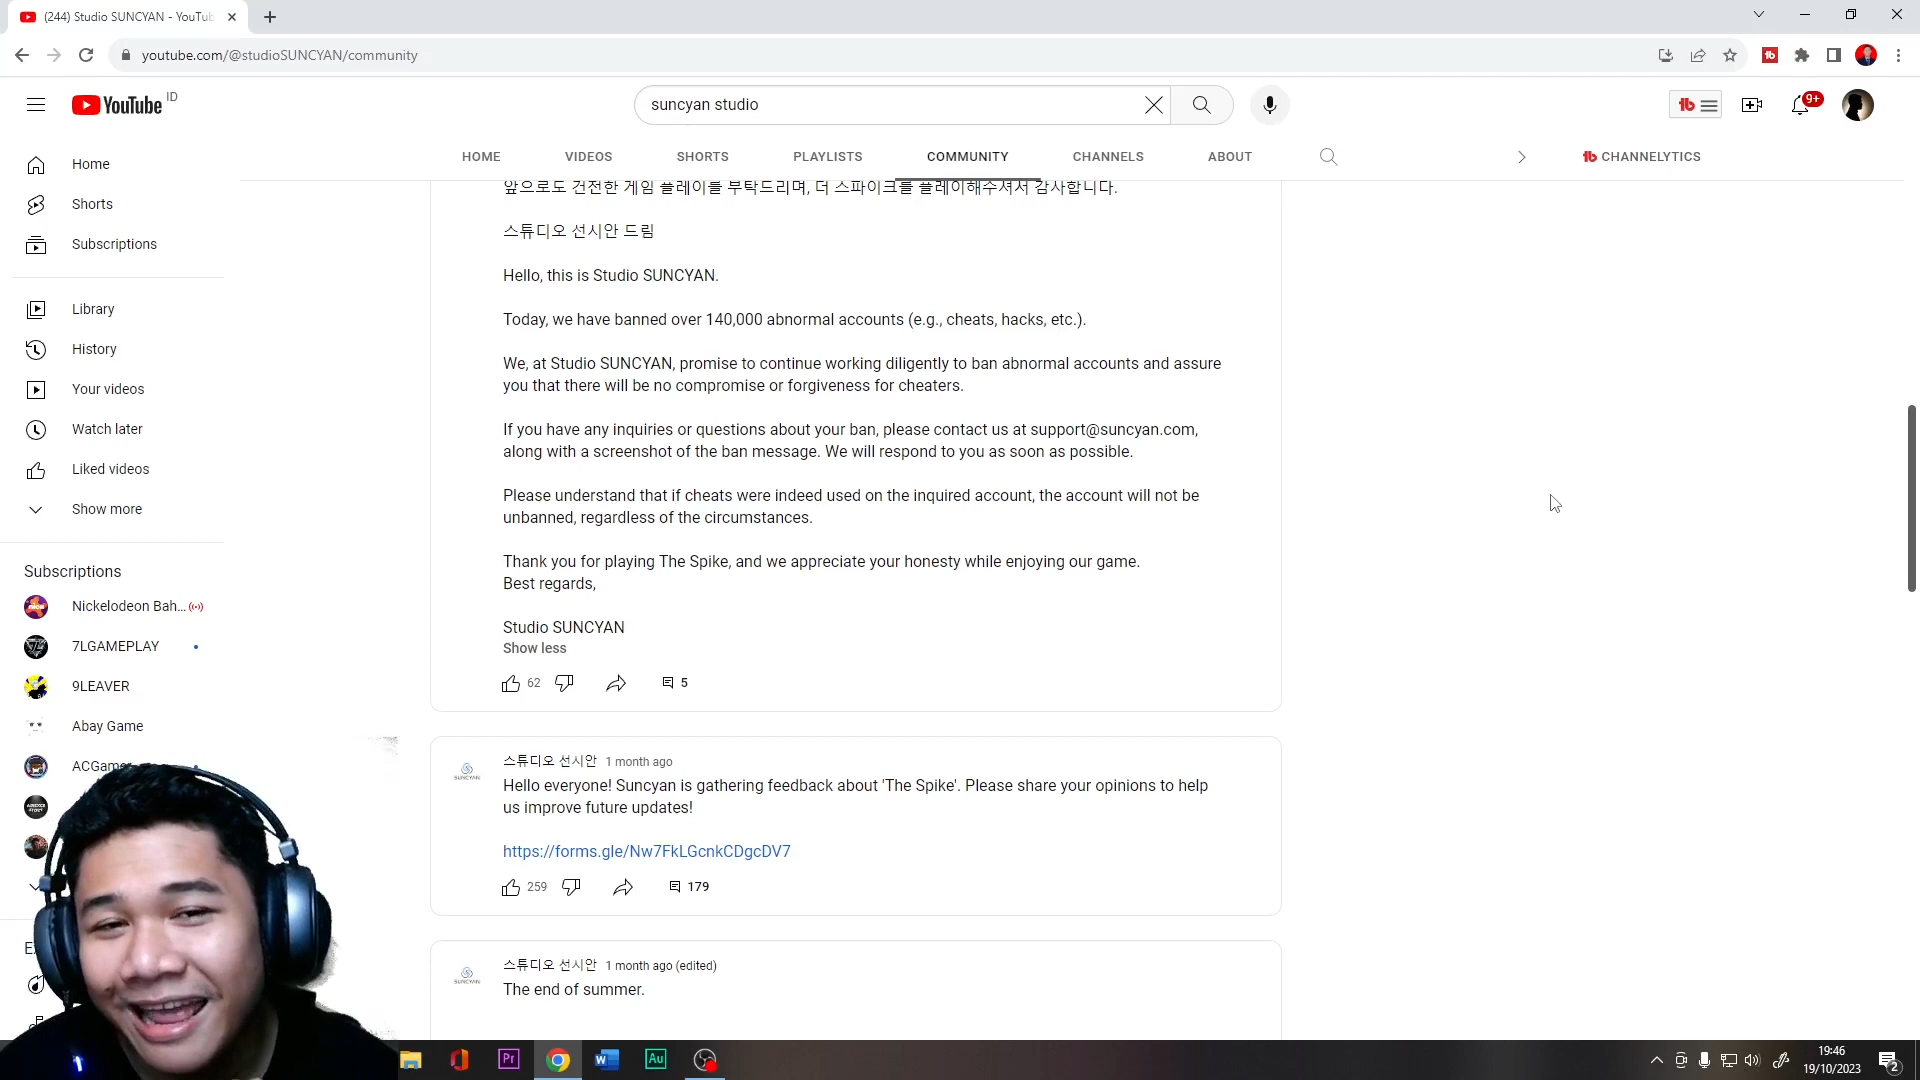 (244) Studio SUNCYAN - YouTub
youtube.com/@studioSUNCYAN/community
YouTube ID
suncyan studio
9+
HOME
VIDEOS
SHORTS
PLAYLISTS
COMMUNITY
CHANNELS
ABOUT
CHANNELYTICS
Home
Shorts
Subscriptions
Library
History
Your videos
Watch later
Liked videos
Show more
Subscriptions
Nickelodeon Bah...
7LGAMEPLAY
9LEAVER
Abay Game
ACGame
앞으로도 건전한 게임 플레이를 부탁드리며, 더 스파이크를 플레이해주셔서 감사합니다.
스튜디오 선시안 드림
Hello, this is Studio SUNCYAN.
Today, we have banned over 140,000 abnormal accounts (e.g., cheats, hacks, etc.).
We, at Studio SUNCYAN, promise to continue working diligently to ban abnormal accounts and assure
you that there will be no compromise or forgiveness for cheaters.
If you have any inquiries or questions about your ban, please contact us at support@suncyan.com,
along with a screenshot of the ban message. We will respond to you as soon as possible.
Please understand that if cheats were indeed used on the inquired account, the account will not be
unbanned, regardless of the circumstances.
Thank you for playing The Spike, and we appreciate your honesty while enjoying our game.
Best regards,
Studio SUNCYAN
Show less
62
5
SUNCYAN
스튜디오 선시안 1 month ago
Hello everyone! Suncyan is gathering feedback about 'The Spike'. Please share your opinions to help
us improve future updates!
https://forms.gle/Nw7FkLGcnkCDgcDV7
259
179
SUNCYAN
스튜디오 선시안 1 month ago (edited)
The end of summer.
Pr
Au
19:46
19/10/2023
2